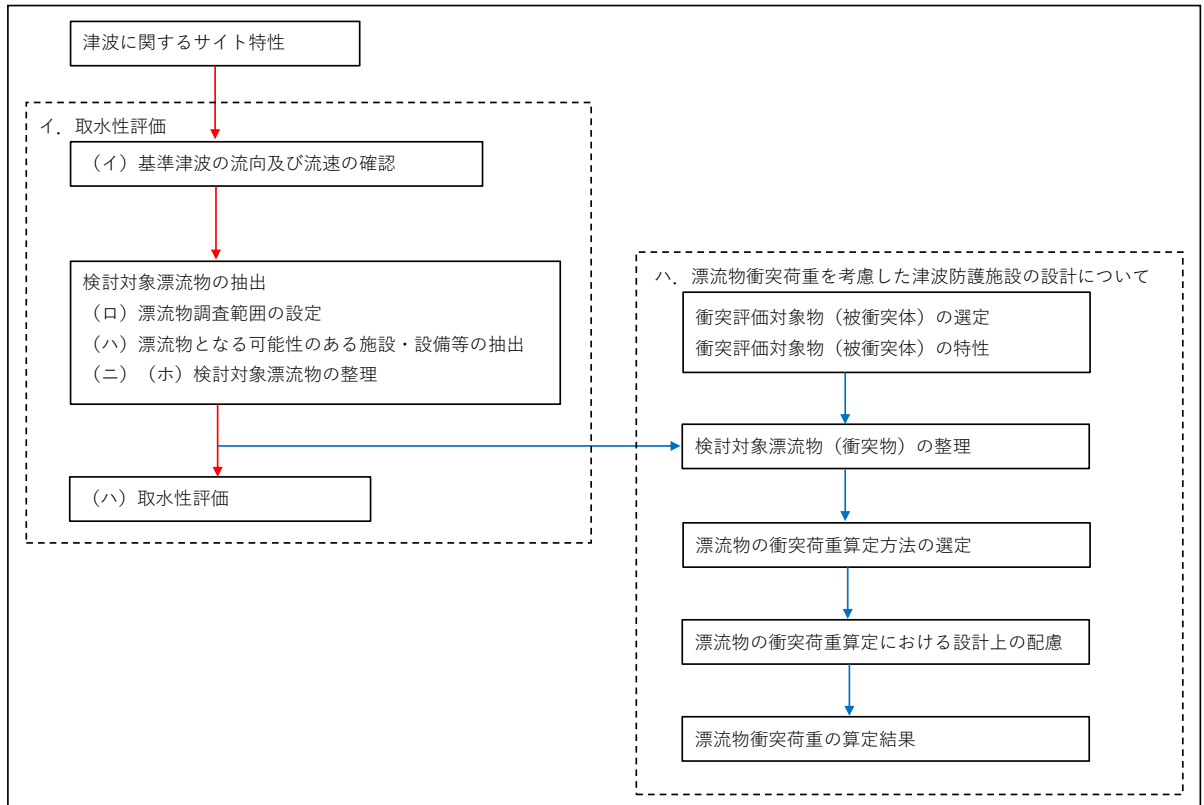 津波に関するサイト特性
イ．取水性評価
（イ）基準津波の流向及び流速の確認
検討対象漂流物の抽出
（ロ）漂流物調査範囲の設定
（ハ）漂流物となる可能性のある施設・設備等の抽出
（ニ）（ホ）検討対象漂流物の整理
（ハ）取水性評価
ハ．漂流物衝突荷重を考慮した津波防護施設の設計について
衝突評価対象物（被衝突体）の選定
衝突評価対象物（被衝突体）の特性
検討対象漂流物（衝突物）の整理
漂流物の衝突荷重算定方法の選定
漂流物の衝突荷重算定における設計上の配慮
漂流物衝突荷重の算定結果